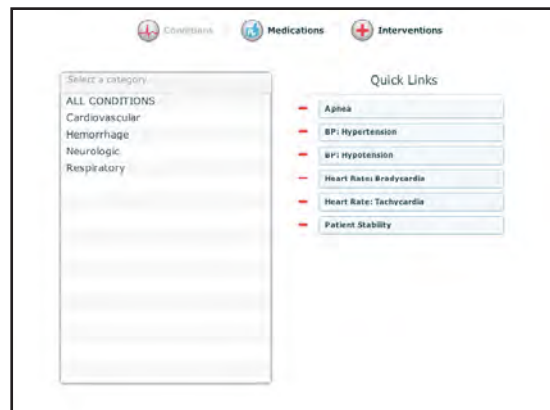 Conditions Medications Interventions
Select a category
ALL CONDITIONS
Cardiovascular
Hemorrhage
Neurologic
Respiratory
Quick Links
Apnea
BP: Hypertension
BP: Hypotension
Heart Rate: Bradycardia
Heart Rate: Tachycardia
Patient Stability